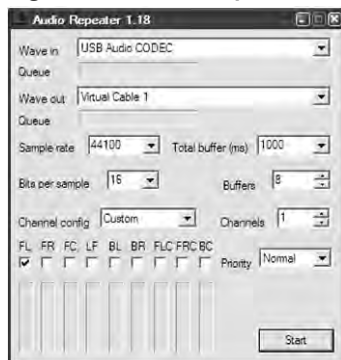 Audio Repeater 1.18
Wave in USB Audio CODEC
Queue
Wave out Virtual Cable 1
Queue
Sample rate 44100 Total buffer (ms) 1000
Bits per sample 16 Buffers 8
Channel config Custom Channels 1
FL FR FC LF BL BR FLC FRC BC
Priority Normal
Start